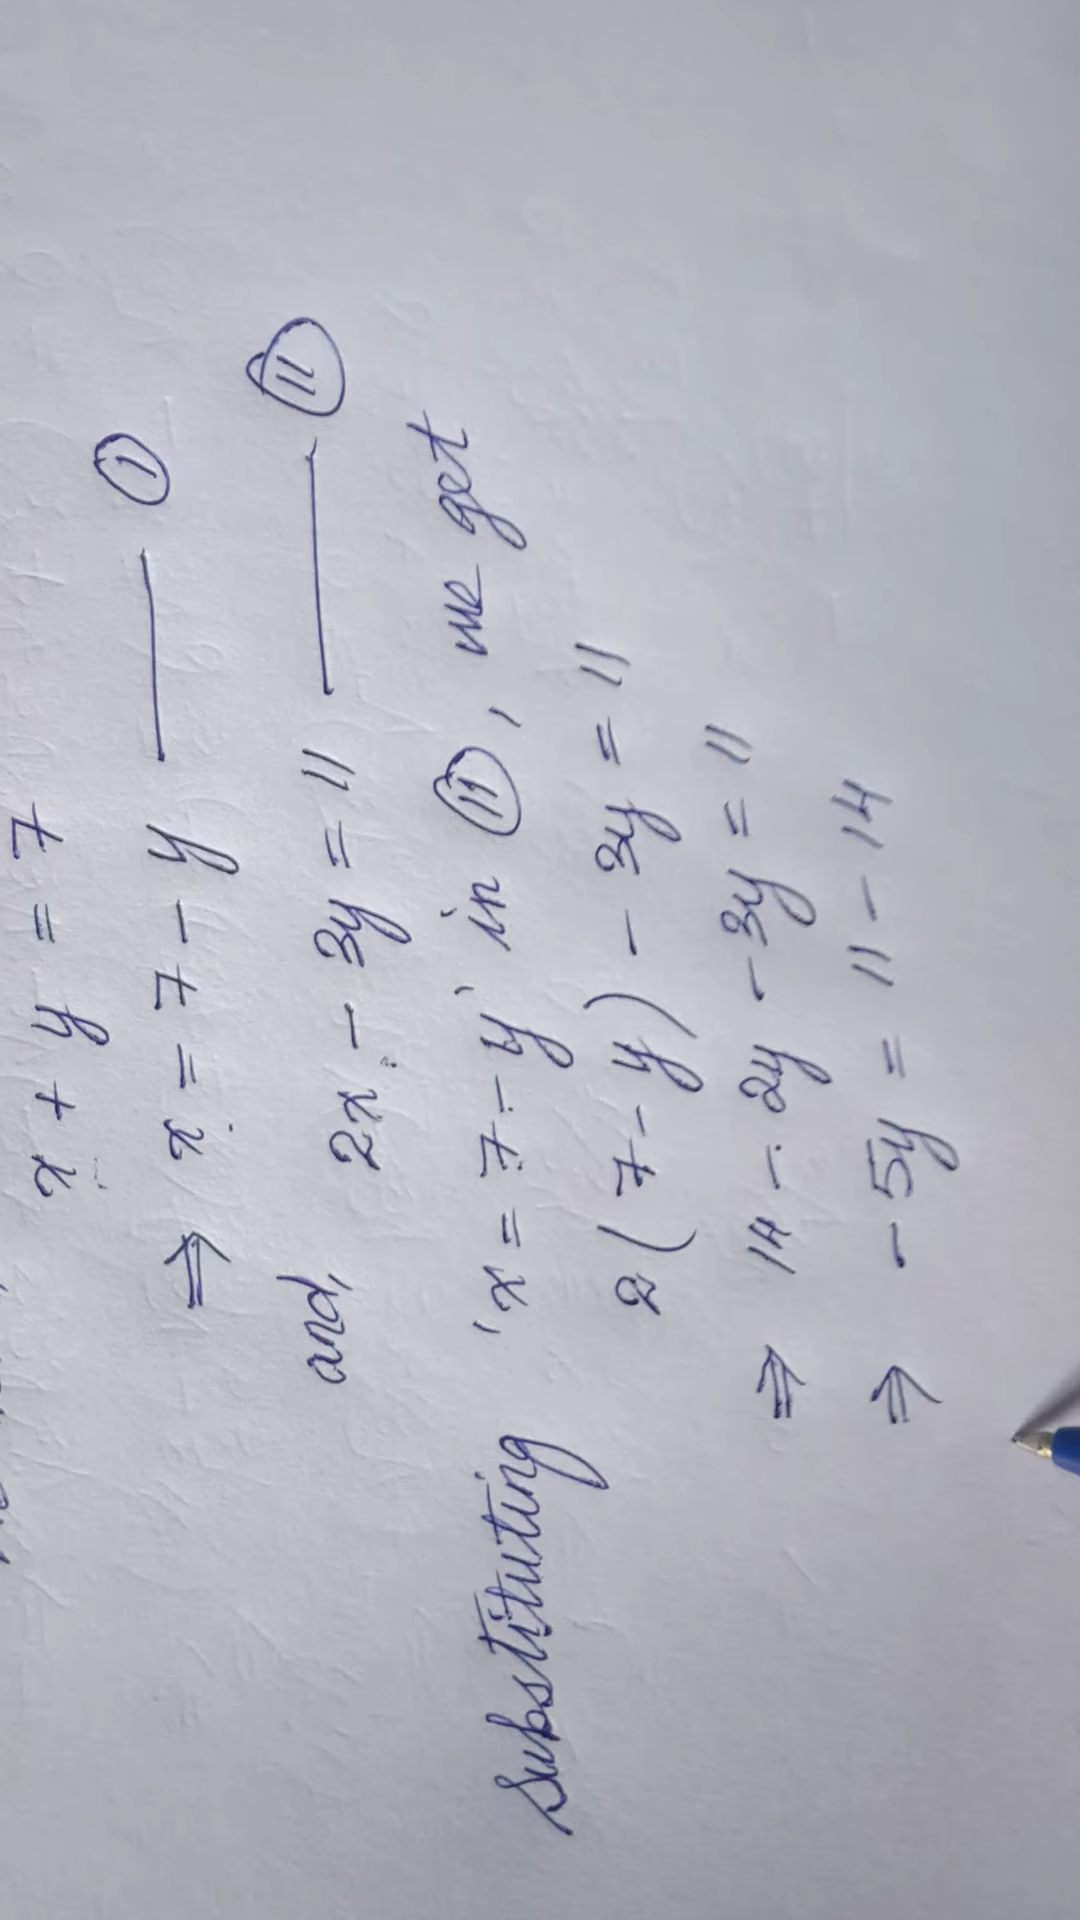 x + y = 7
⇒ x = 7 - y —— (I)
and, 2x - 3y = 11 —— (II)
Substituting 'x = 7 - y' in (II), we get
2(7 - y) - 3y = 11
⇒ 14 - 2y - 3y = 11
⇒ - 5y = 11 - 14